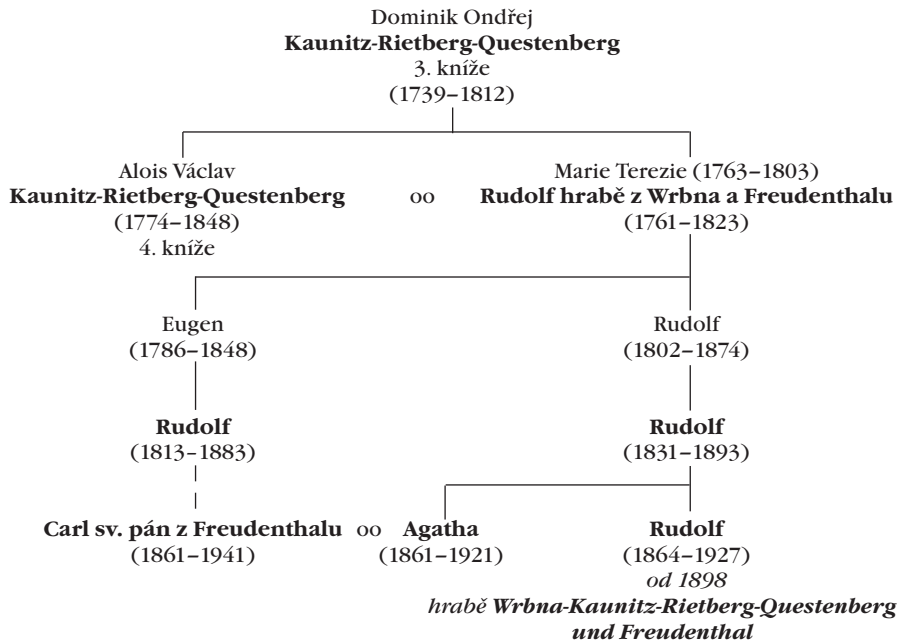 Dominik Ondřej
Kaunitz-Rietberg-Questenberg
3. kníže
(1739–1812)
Alois Václav
Kaunitz-Rietberg-Questenberg
(1774–1848)
4. kníže
oo
Marie Terezie (1763–1803)
Rudolf hrabě z Wrbna a Freudenthalu
(1761–1823)
Eugen
(1786–1848)
Rudolf
(1802–1874)
Rudolf
(1813–1883)
Rudolf
(1831–1893)
Carl sv. pán z Freudenthalu oo Agatha
(1861–1941)
(1861–1921)
Rudolf
(1864–1927)
od 1898
hrabě Wrbna-Kaunitz-Rietberg-Questenberg
und Freudenthal